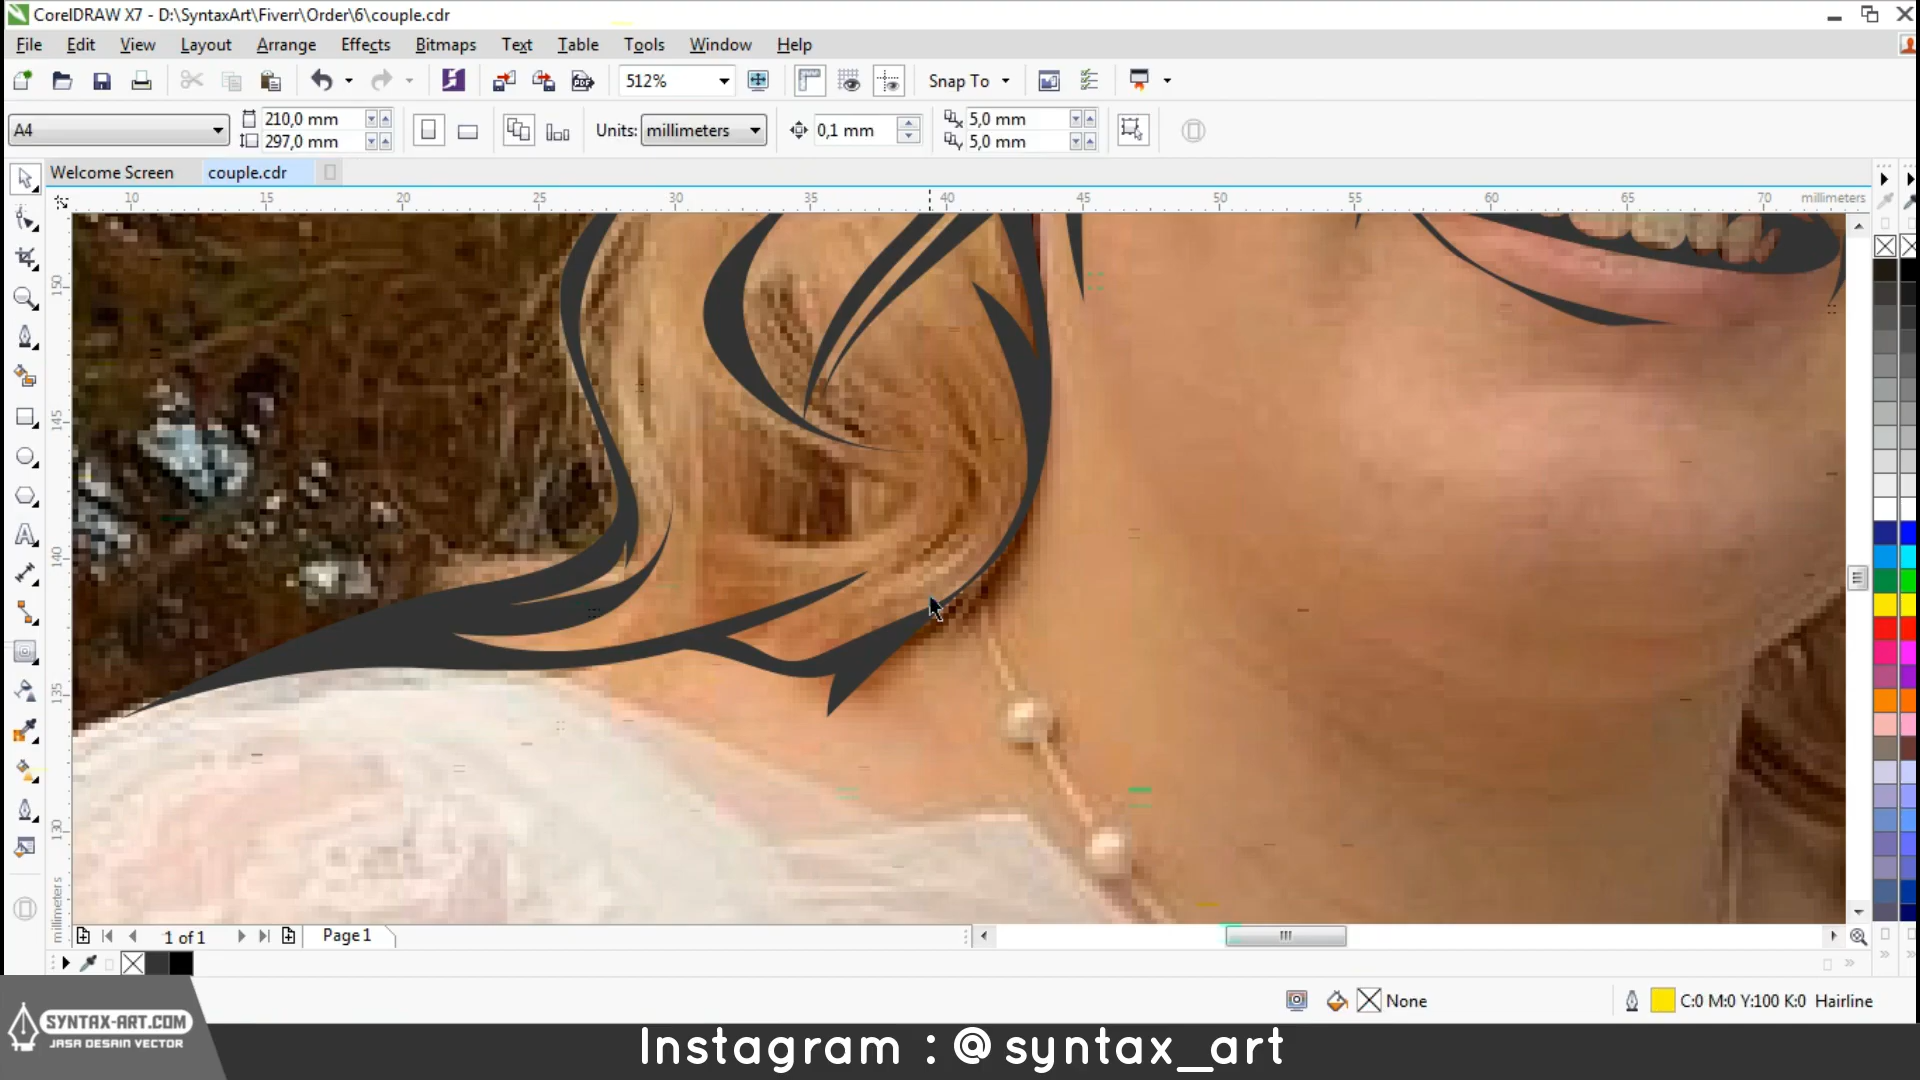 CorelDRAW X7 - D:\SyntaxArt\Fiverr\Order\6\couple.cdr
File Edit View Layout Arrange Effects Bitmaps Text Table Tools Window Help
512% Snap To
A4 210,0 mm 297,0 mm Units: millimeters 0,1 mm 5,0 mm 5,0 mm
Welcome Screen couple.cdr
10 15 20 25 30 35 40 45 50 55 60 65 70 millimeters
150
145
140
135
130
millimeters
1 of 1 Page 1
None C:0 M:0 Y:100 K:0 Hairline
SYNTAX-ART.COM
JASA DESAIN VECTOR
Instagram : @syntax_art